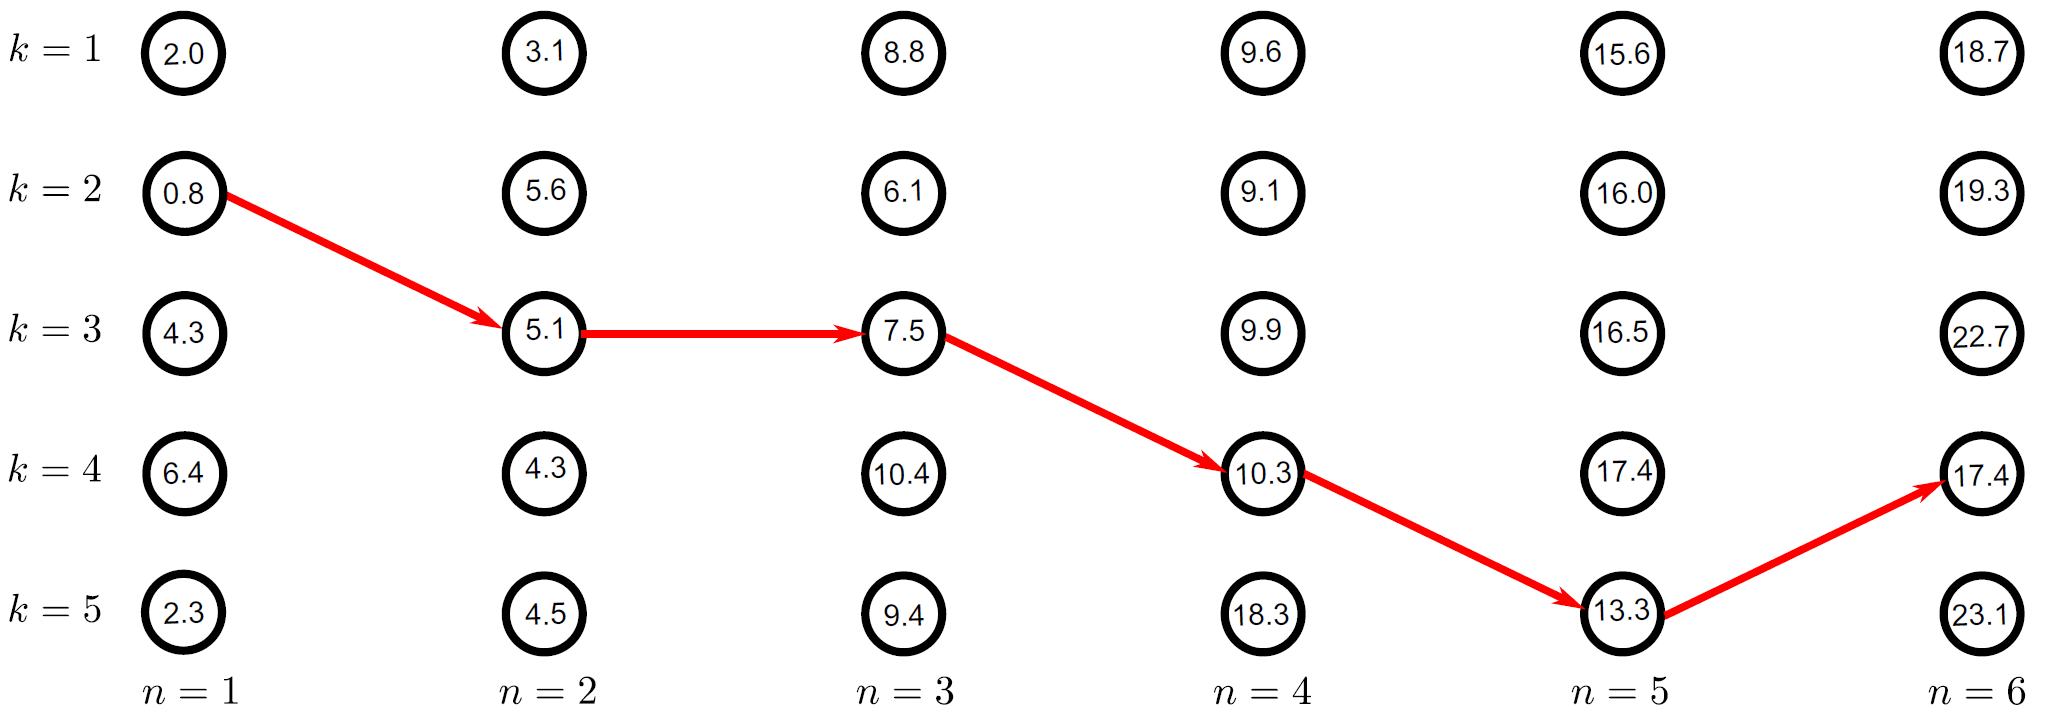 k = 1 2.0 3.1 8.8 9.6 15.6 18.7
k = 2 0.8 5.6 6.1 9.1 16.0 19.3
k = 3 4.3 5.1 7.5 9.9 16.5 22.7
k = 4 6.4 4.3 10.4 10.3 17.4 17.4
k = 5 2.3 4.5 9.4 18.3 13.3 23.1
n = 1 n = 2 n = 3 n = 4 n = 5 n = 6